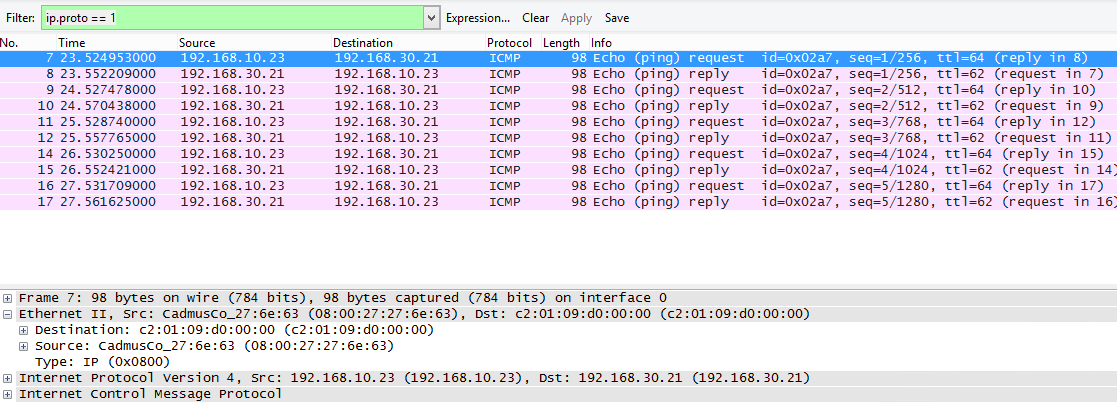 Filter: ip.proto == 1 Expression... Clear Apply Save
No. Time Source Destination Protocol Length Info
7 23.524953000 192.168.10.23 192.168.30.21 ICMP 98 Echo (ping) request id=0x02a7, seq=1/256, ttl=64 (reply in 8)
8 23.552209000 192.168.30.21 192.168.10.23 ICMP 98 Echo (ping) reply id=0x02a7, seq=1/256, ttl=62 (request in 7)
9 24.527478000 192.168.10.23 192.168.30.21 ICMP 98 Echo (ping) request id=0x02a7, seq=2/512, ttl=64 (reply in 10)
10 24.570438000 192.168.30.21 192.168.10.23 ICMP 98 Echo (ping) reply id=0x02a7, seq=2/512, ttl=62 (request in 9)
11 25.528740000 192.168.10.23 192.168.30.21 ICMP 98 Echo (ping) request id=0x02a7, seq=3/768, ttl=64 (reply in 12)
12 25.557765000 192.168.30.21 192.168.10.23 ICMP 98 Echo (ping) reply id=0x02a7, seq=3/768, ttl=62 (request in 11)
14 26.530250000 192.168.10.23 192.168.30.21 ICMP 98 Echo (ping) request id=0x02a7, seq=4/1024, ttl=64 (reply in 15)
15 26.552421000 192.168.30.21 192.168.10.23 ICMP 98 Echo (ping) reply id=0x02a7, seq=4/1024, ttl=62 (request in 14)
16 27.531709000 192.168.10.23 192.168.30.21 ICMP 98 Echo (ping) request id=0x02a7, seq=5/1280, ttl=64 (reply in 17)
17 27.561625000 192.168.30.21 192.168.10.23 ICMP 98 Echo (ping) reply id=0x02a7, seq=5/1280, ttl=62 (request in 16)
Frame 7: 98 bytes on wire (784 bits), 98 bytes captured (784 bits) on interface 0
Ethernet II, Src: CadmusCo_27:6e:63 (08:00:27:27:6e:63), Dst: c2:01:09:d0:00:00 (c2:01:09:d0:00:00)
Destination: c2:01:09:d0:00:00 (c2:01:09:d0:00:00)
Source: CadmusCo_27:6e:63 (08:00:27:27:6e:63)
Type: IP (0x0800)
Internet Protocol Version 4, Src: 192.168.10.23 (192.168.10.23), Dst: 192.168.30.21 (192.168.30.21)
Internet Control Message Protocol